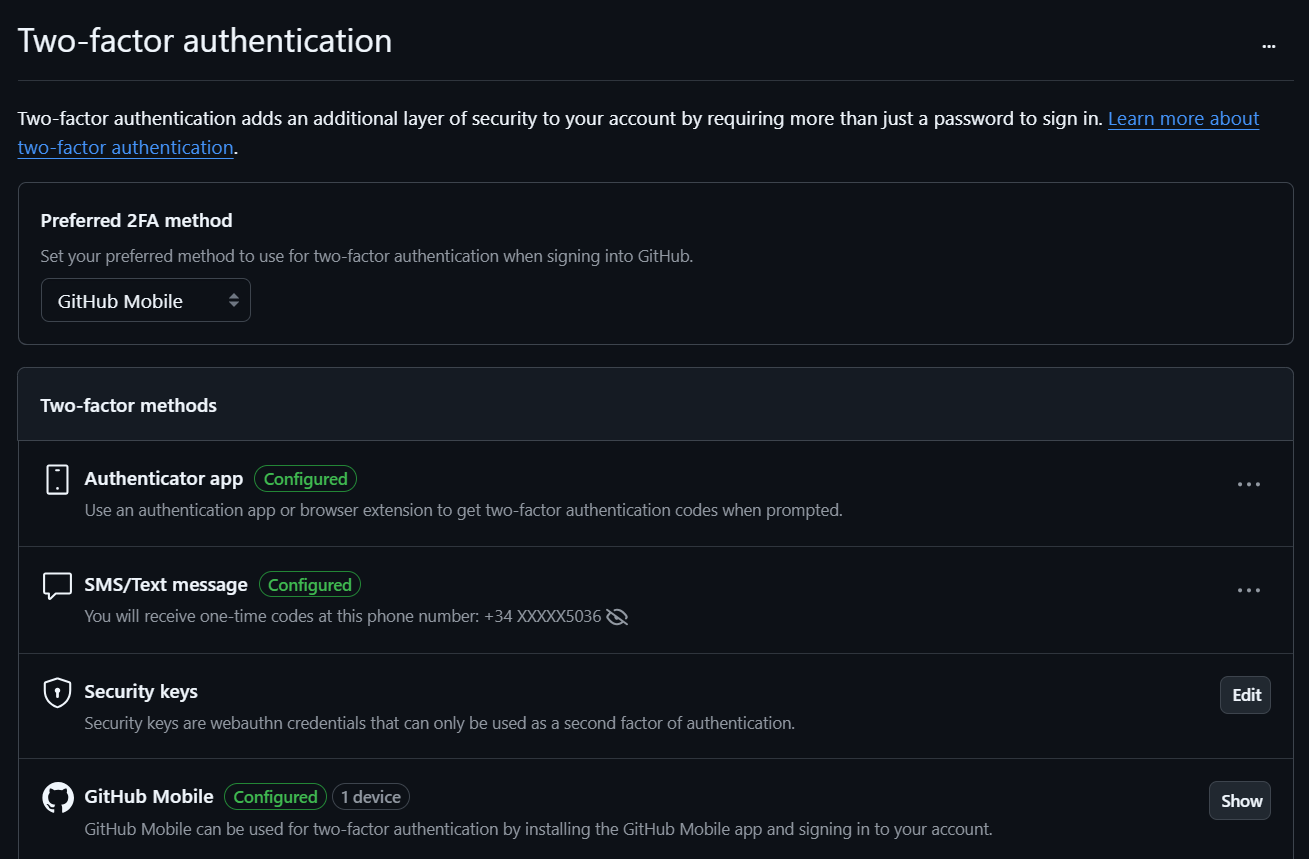 Two-factor authentication
...
Two-factor authentication adds an additional layer of security to your account by requiring more than just a password to sign in. Learn more about
two-factor authentication.
Preferred 2FA method
Set your preferred method to use for two-factor authentication when signing into GitHub.
GitHub Mobile
Two-factor methods
Authenticator app Configured
...
Use an authentication app or browser extension to get two-factor authentication codes when prompted.
SMS/Text message Configured
...
You will receive one-time codes at this phone number: +34 XXXXX5036
Security keys
Edit
Security keys are webauthn credentials that can only be used as a second factor of authentication.
GitHub Mobile Configured 1 device
Show
GitHub Mobile can be used for two-factor authentication by installing the GitHub Mobile app and signing in to your account.